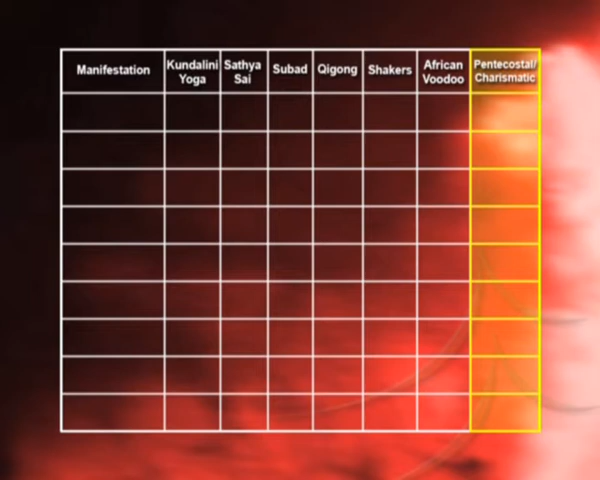 Manifestation
Kundalini
Yoga
Sathya
Sai
Subad
Qigong
Shakers
African
Voodoo
Pentecostal/
Charismatic